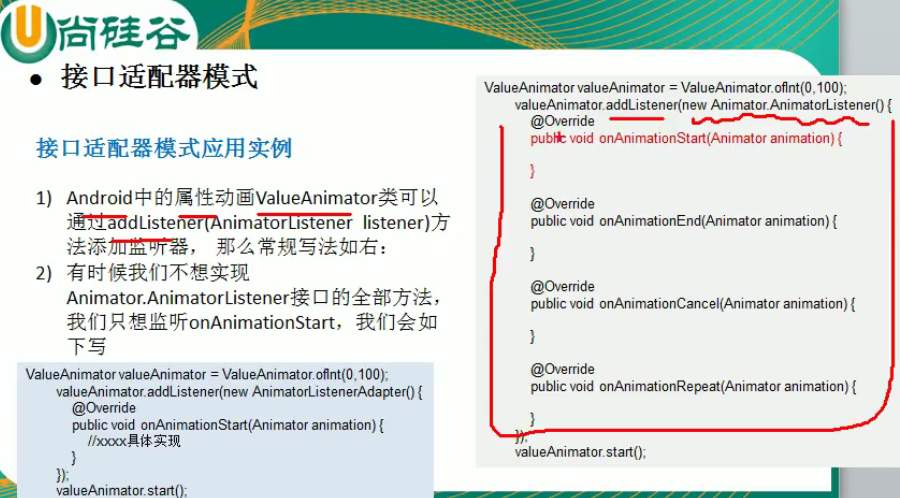 尚硅谷
● 接口适配器模式
接口适配器模式应用实例
1) Android中的属性动画ValueAnimator类可以
通过addListener(AnimatorListener listener)方
法添加监听器， 那么常规写法如右：
2) 有时候我们不想实现
Animator.AnimatorListener接口的全部方法，
我们只想监听onAnimationStart，我们会如
下写
ValueAnimator valueAnimator = ValueAnimator.ofInt(0,100);
valueAnimator.addListener(new AnimatorListenerAdapter() {
@Override
public void onAnimationStart(Animator animation) {
//xxxx具体实现
}
});
valueAnimator.start();
ValueAnimator valueAnimator = ValueAnimator.ofInt(0,100);
valueAnimator.addListener(new Animator.AnimatorListener() {
@Override
public void onAnimationStart(Animator animation) {
}
@Override
public void onAnimationEnd(Animator animation) {
}
@Override
public void onAnimationCancel(Animator animation) {
}
@Override
public void onAnimationRepeat(Animator animation) {
}
});
valueAnimator.start();